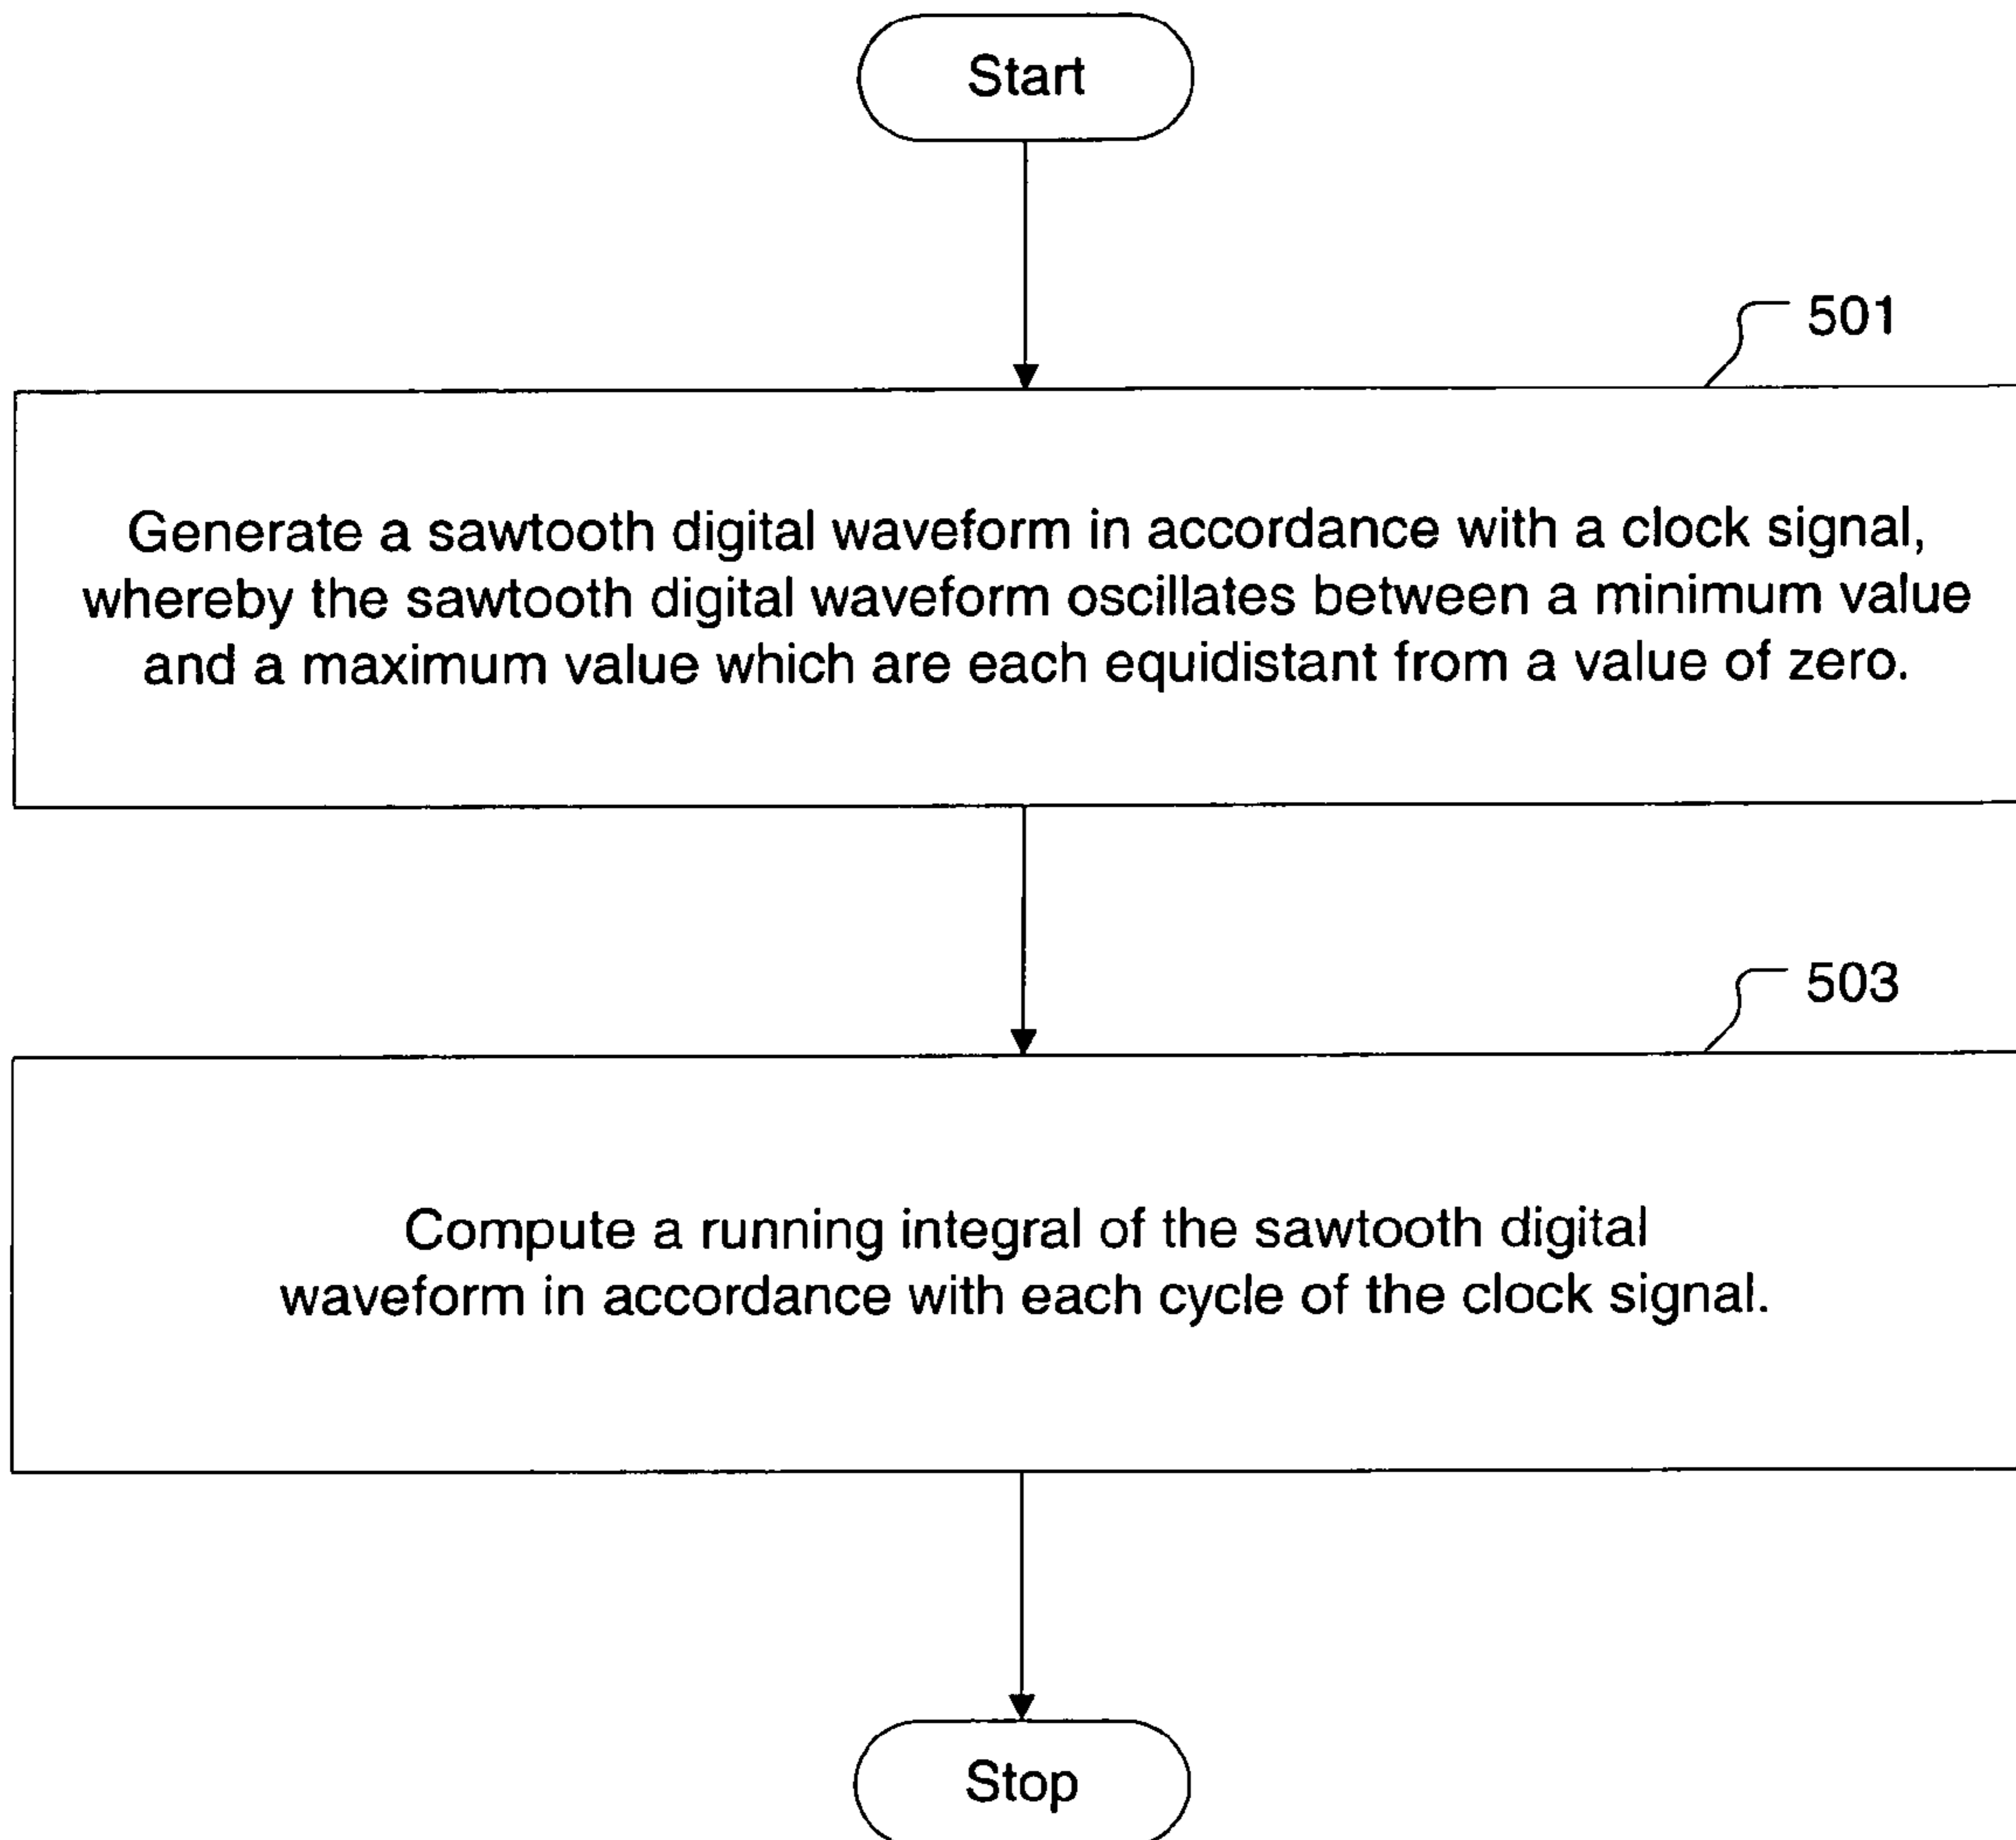 Start
501
Generate a sawtooth digital waveform in accordance with a clock signal,
whereby the sawtooth digital waveform oscillates between a minimum value
and a maximum value which are each equidistant from a value of zero.
503
Compute a running integral of the sawtooth digital
waveform in accordance with each cycle of the clock signal.
Stop